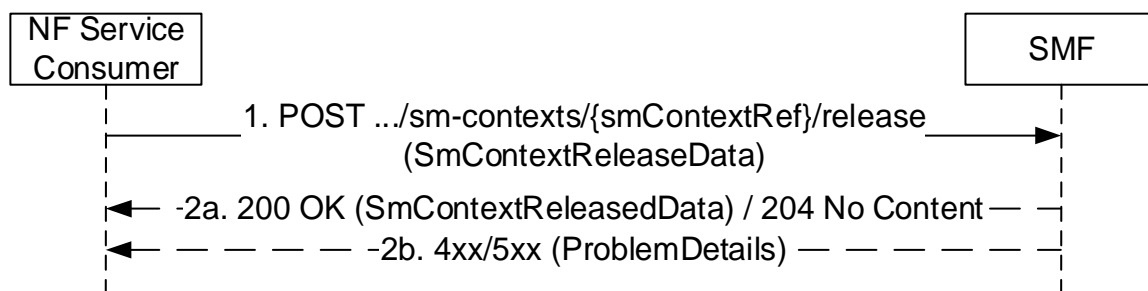 NF Service
Consumer
SMF
1. POST .../sm-contexts/{smContextRef}/release
(SmContextReleaseData)
2a. 200 OK (SmContextReleasedData) / 204 No Content
2b. 4xx/5xx (ProblemDetails)